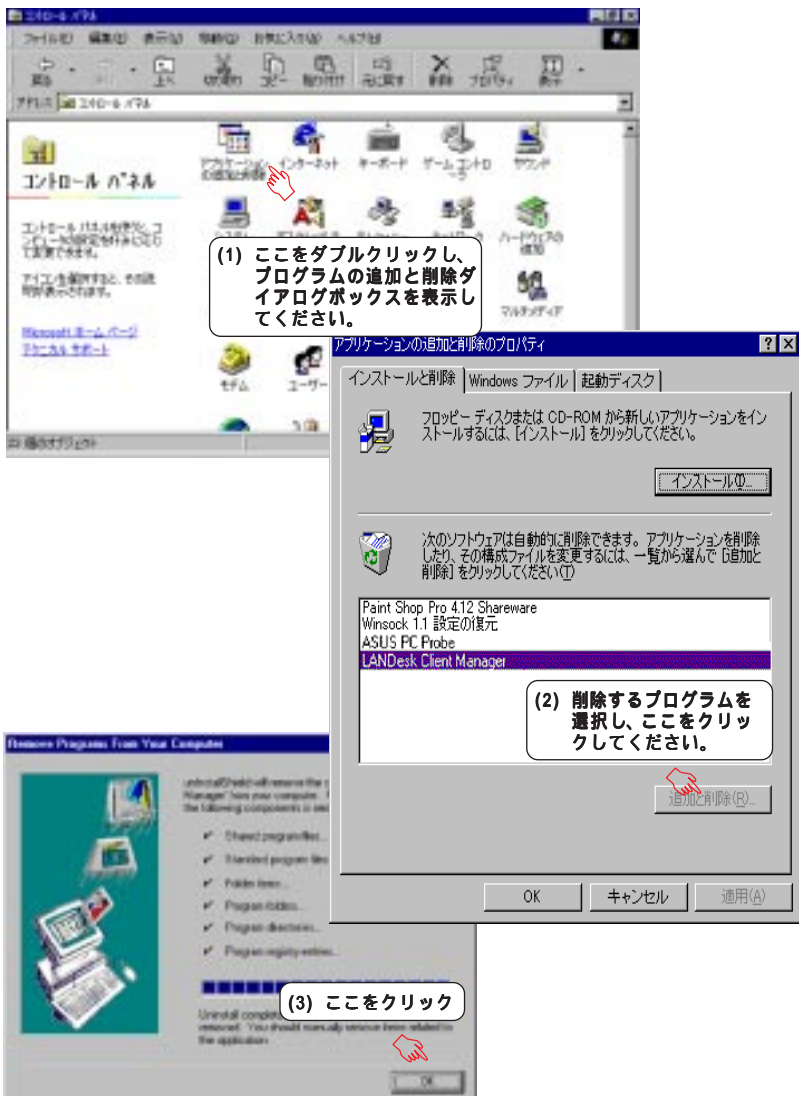 コントロール パネル
ファイル(F) 編集(E) 表示(V) 移動(G) お気に入り(A) ヘルプ(H)
戻る 上へ 切り取り コピー 貼り付け 元に戻す 削除 プロパティ 表示
アドレス コントロール パネル
コントロール パネル
アプリケーション
の追加と削除
インターネット
キーボード
サウンド
Microsoft ホーム ページ
テクニカル サポート
マルチメディア
モデム
(1) ここをダブルクリックし、
プログラムの追加と削除ダ
イアログボックスを表示し
てください。
アプリケーションの追加と削除のプロパティ
インストールと削除 Windows ファイル 起動ディスク
フロッピー ディスクまたは CD-ROM から新しいアプリケーションをイン
ストールするには、[インストール] をクリックしてください。
インストール(I)...
次のソフトウェアは自動的に削除できます。アプリケーションを削除
したり、その構成ファイルを変更するには、一覧から選んで [追加と
削除] をクリックしてください(T)
Paint Shop Pro 4.12 Shareware
Winsock 1.1 設定の復元
ASUS PC Probe
LANDesk Client Manager
(2) 削除するプログラムを
選択し、ここをクリッ
クしてください。
追加と削除(R)...
OK キャンセル 適用(A)
Remove Programs From Your Computer
Shared program files...
Standard program files
Folder items...
Program folders...
Program directories...
Program registry entries...
(3) ここをクリック
removed. You should manually remove items related to
the application.
OK